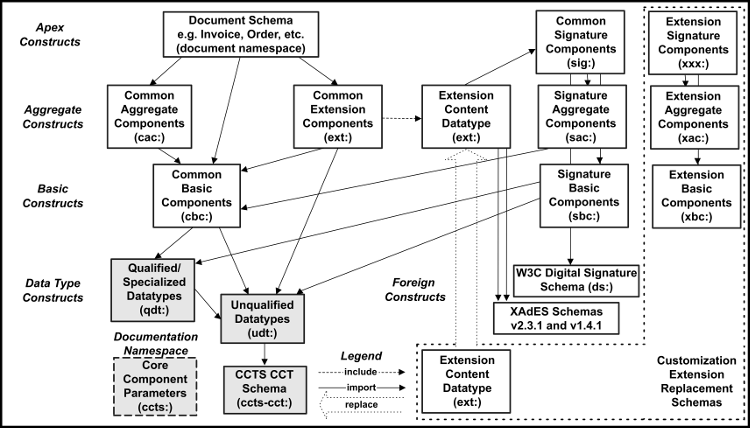 Apex
Constructs
Document Schema
e.g. Invoice, Order, etc.
(document namespace)
Common
Signature
Components
(sig:)
Extension
Signature
Components
(xxx:)
Aggregate
Constructs
Common
Aggregate
Components
(cac:)
Common
Extension
Components
(ext:)
Extension
Content
Datatype
(ext:)
Signature
Aggregate
Components
(sac:)
Extension
Aggregate
Components
(xac:)
Basic
Constructs
Common
Basic
Components
(cbc:)
Signature
Basic
Components
(sbc:)
Extension
Basic
Components
(xbc:)
Data Type
Constructs
Qualified/
Specialized
Datatypes
(qdt:)
Unqualified
Datatypes
(udt:)
Foreign
Constructs
W3C Digital Signature
Schema (ds:)
XAdES Schemas
v2.3.1 and v1.4.1
Documentation
Namespace
Core
Component
Parameters
(ccts:)
CCTS CCT
Schema
(ccts-cct:)
Legend
include
import
replace
Extension
Content
Datatype
(ext:)
Customization
Extension
Replacement
Schemas